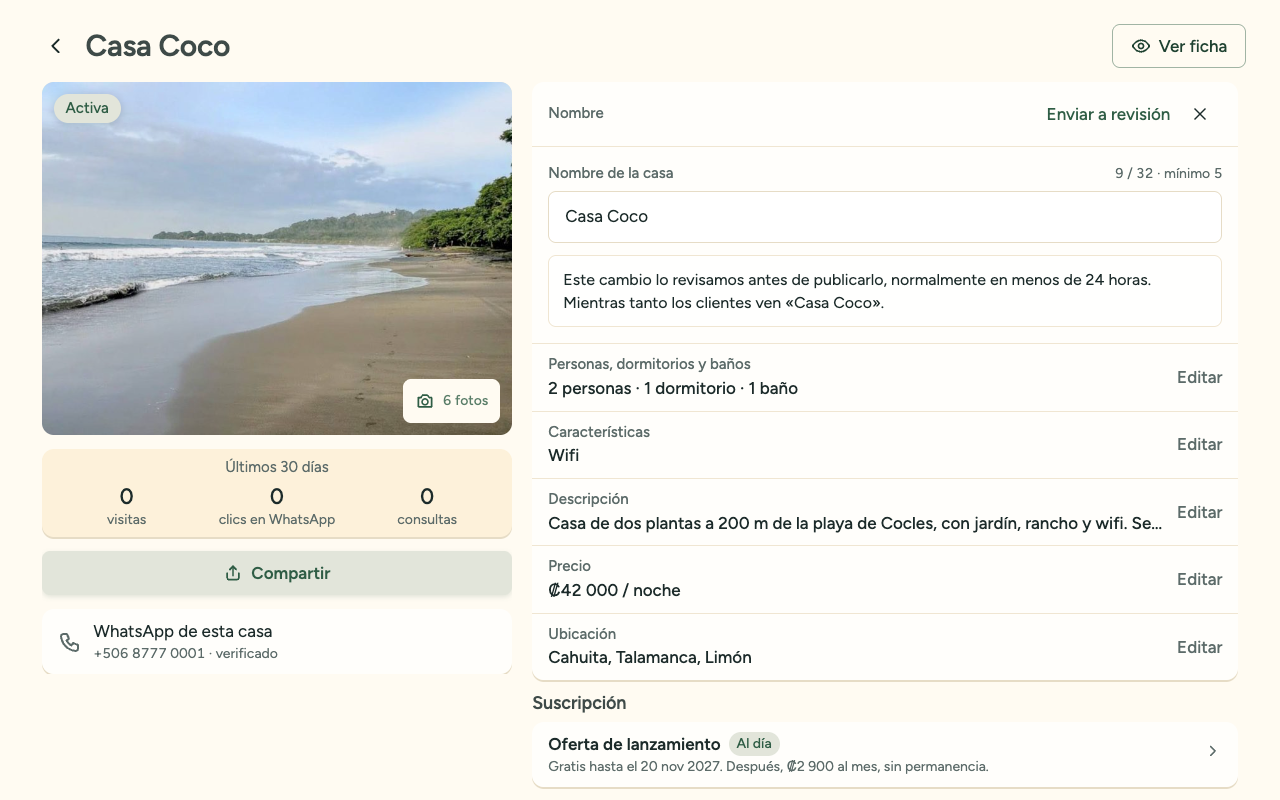 Casa Coco
Ver ficha
Activa
6 fotos
Últimos 30 días
0 0 0
visitas clics en WhatsApp consultas
Compartir
WhatsApp de esta casa
+506 8777 0001 · verificado
Nombre
Enviar a revisión
Nombre de la casa
9 / 32 · mínimo 5
Casa Coco
Este cambio lo revisamos antes de publicarlo, normalmente en menos de 24 horas.
Mientras tanto los clientes ven «Casa Coco».
Personas, dormitorios y baños
2 personas · 1 dormitorio · 1 baño
Editar
Características
Wifi
Editar
Descripción
Casa de dos plantas a 200 m de la playa de Cocles, con jardín, rancho y wifi. Se...
Editar
Precio
₡42 000 / noche
Editar
Ubicación
Cahuita, Talamanca, Limón
Editar
Suscripción
Oferta de lanzamiento Al día
Gratis hasta el 20 nov 2027. Después, ₡2 900 al mes, sin permanencia.